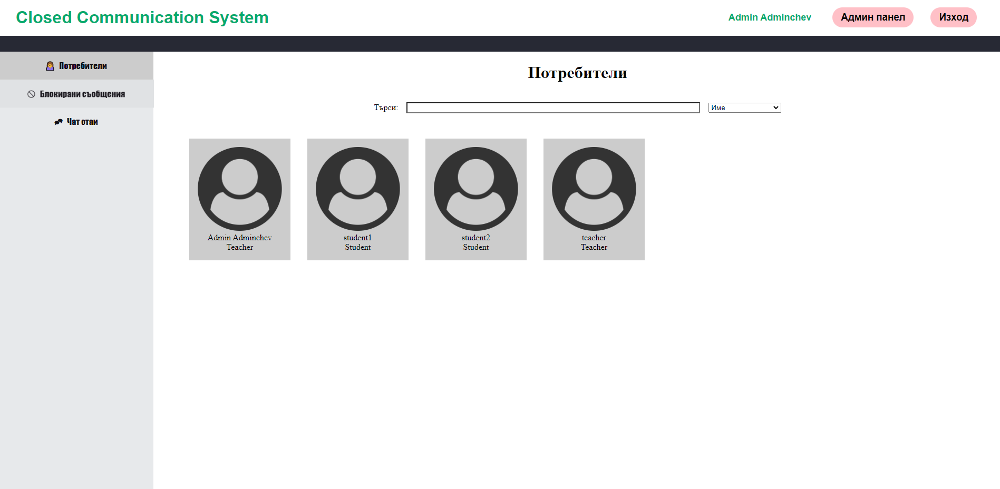 Closed Communication System
Admin Adminchev
Админ панел
Изход
Потребители
Блокирани съобщения
Чат стаи
Потребители
Търси:
Име
Admin Adminchev
Teacher
student1
Student
student2
Student
teacher
Teacher